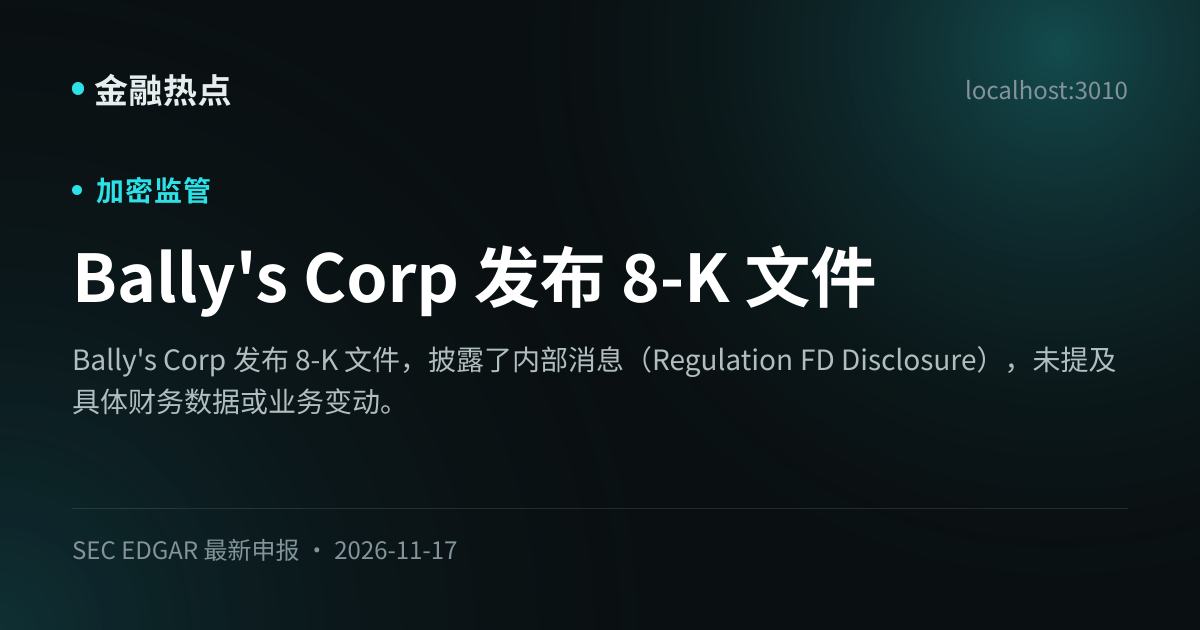 金融热点
localhost:3010
加密监管
Bally's Corp 发布 8-K 文件
Bally's Corp 发布 8-K 文件，披露了内部消息（Regulation FD Disclosure），未提及
具体财务数据或业务变动。
SEC EDGAR 最新申报 · 2026-11-17